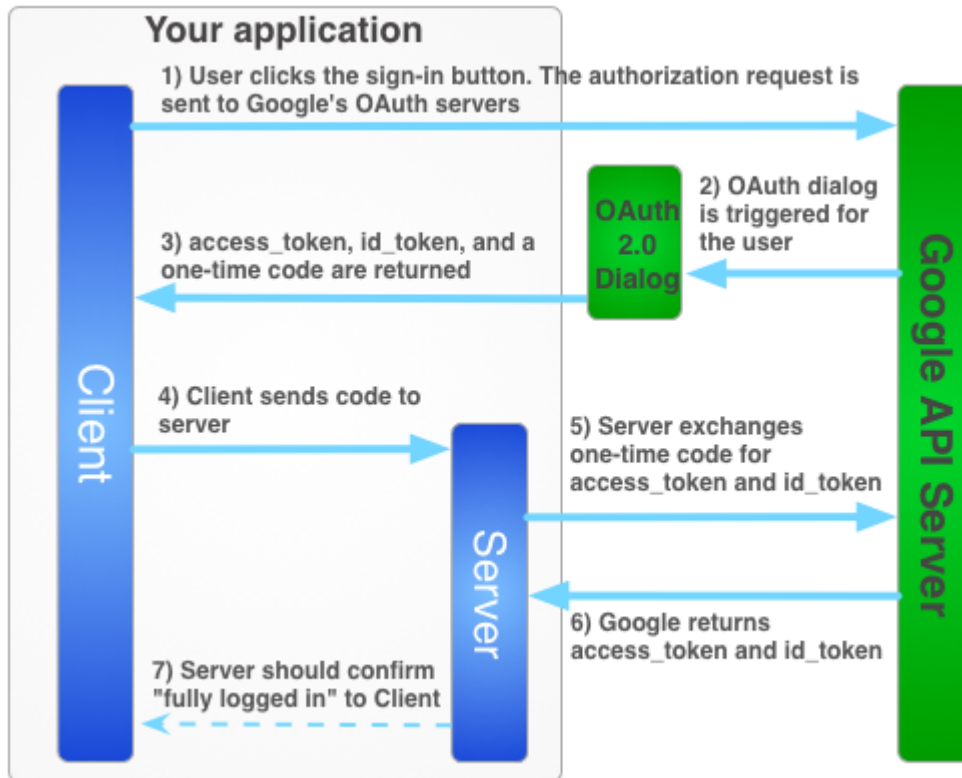 Your application
1) User clicks the sign-in button. The authorization request is
sent to Google's OAuth servers
2) OAuth dialog
is triggered for
the user
OAuth
2.0
Dialog
3) access_token, id_token, and a
one-time code are returned
Client
Google API Server
4) Client sends code to
server
5) Server exchanges
one-time code for
access_token and id_token
Server
6) Google returns
access_token and id_token
7) Server should confirm
"fully logged in" to Client